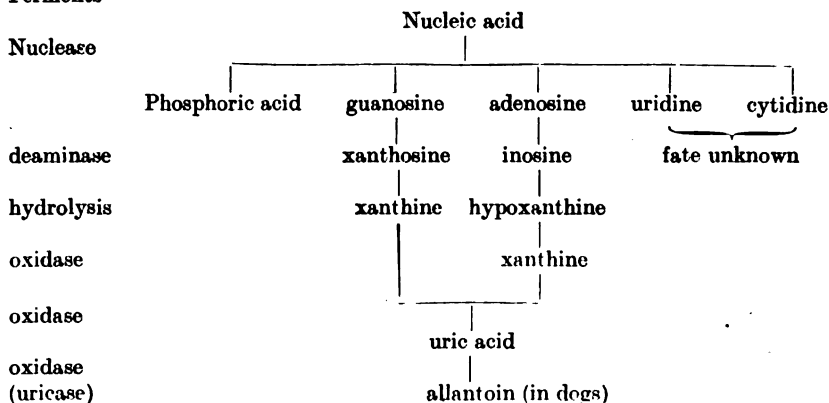 Nucleic acid
Nuclease
Phosphoric acid guanosine adenosine uridine cytidine
deaminase xanthosine inosine fate unknown
hydrolysis xanthine hypoxanthine
oxidase xanthine
oxidase
uric acid
oxidase
(uricase) allantoin (in dogs)